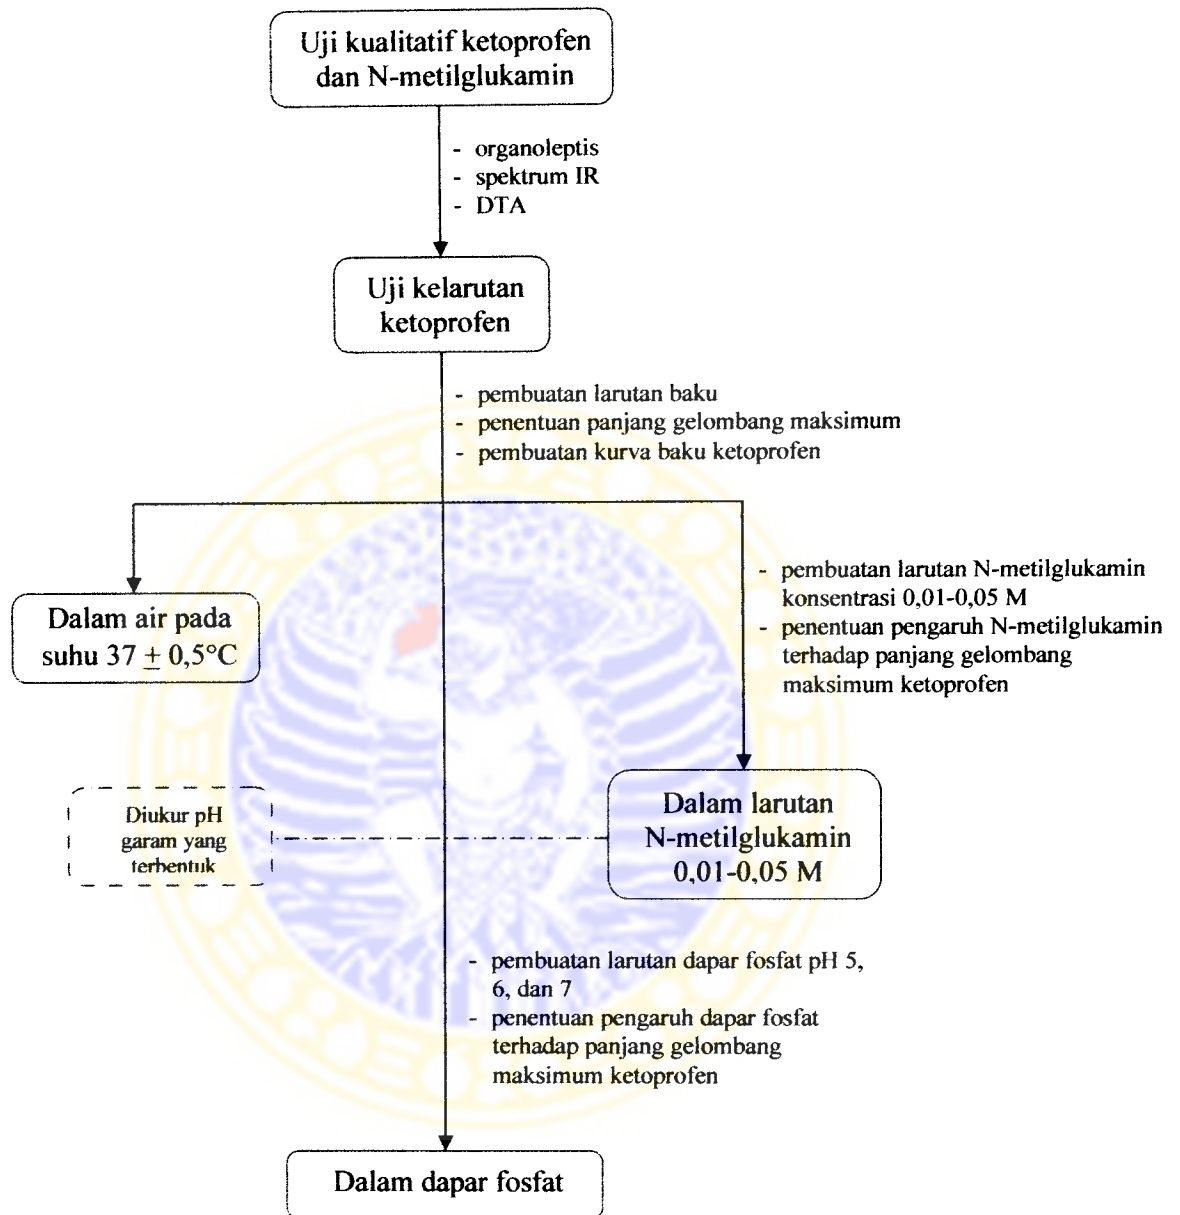 Uji kualitatif ketoprofen
dan N-metilglukamin
- organoleptis
- spektrum IR
- DTA
Uji kelarutan
ketoprofen
- pembuatan larutan baku
- penentuan panjang gelombang maksimum
- pembuatan kurva baku ketoprofen
Dalam air pada
suhu 37 ± 0,5°C
- pembuatan larutan N-metilglukamin
konsentrasi 0,01-0,05 M
- penentuan pengaruh N-metilglukamin
terhadap panjang gelombang
maksimum ketoprofen
Diukur pH
garam yang
terbentuk
Dalam larutan
N-metilglukamin
0,01-0,05 M
- pembuatan larutan dapar fosfat pH 5,
6, dan 7
- penentuan pengaruh dapar fosfat
terhadap panjang gelombang
maksimum ketoprofen
Dalam dapar fosfat